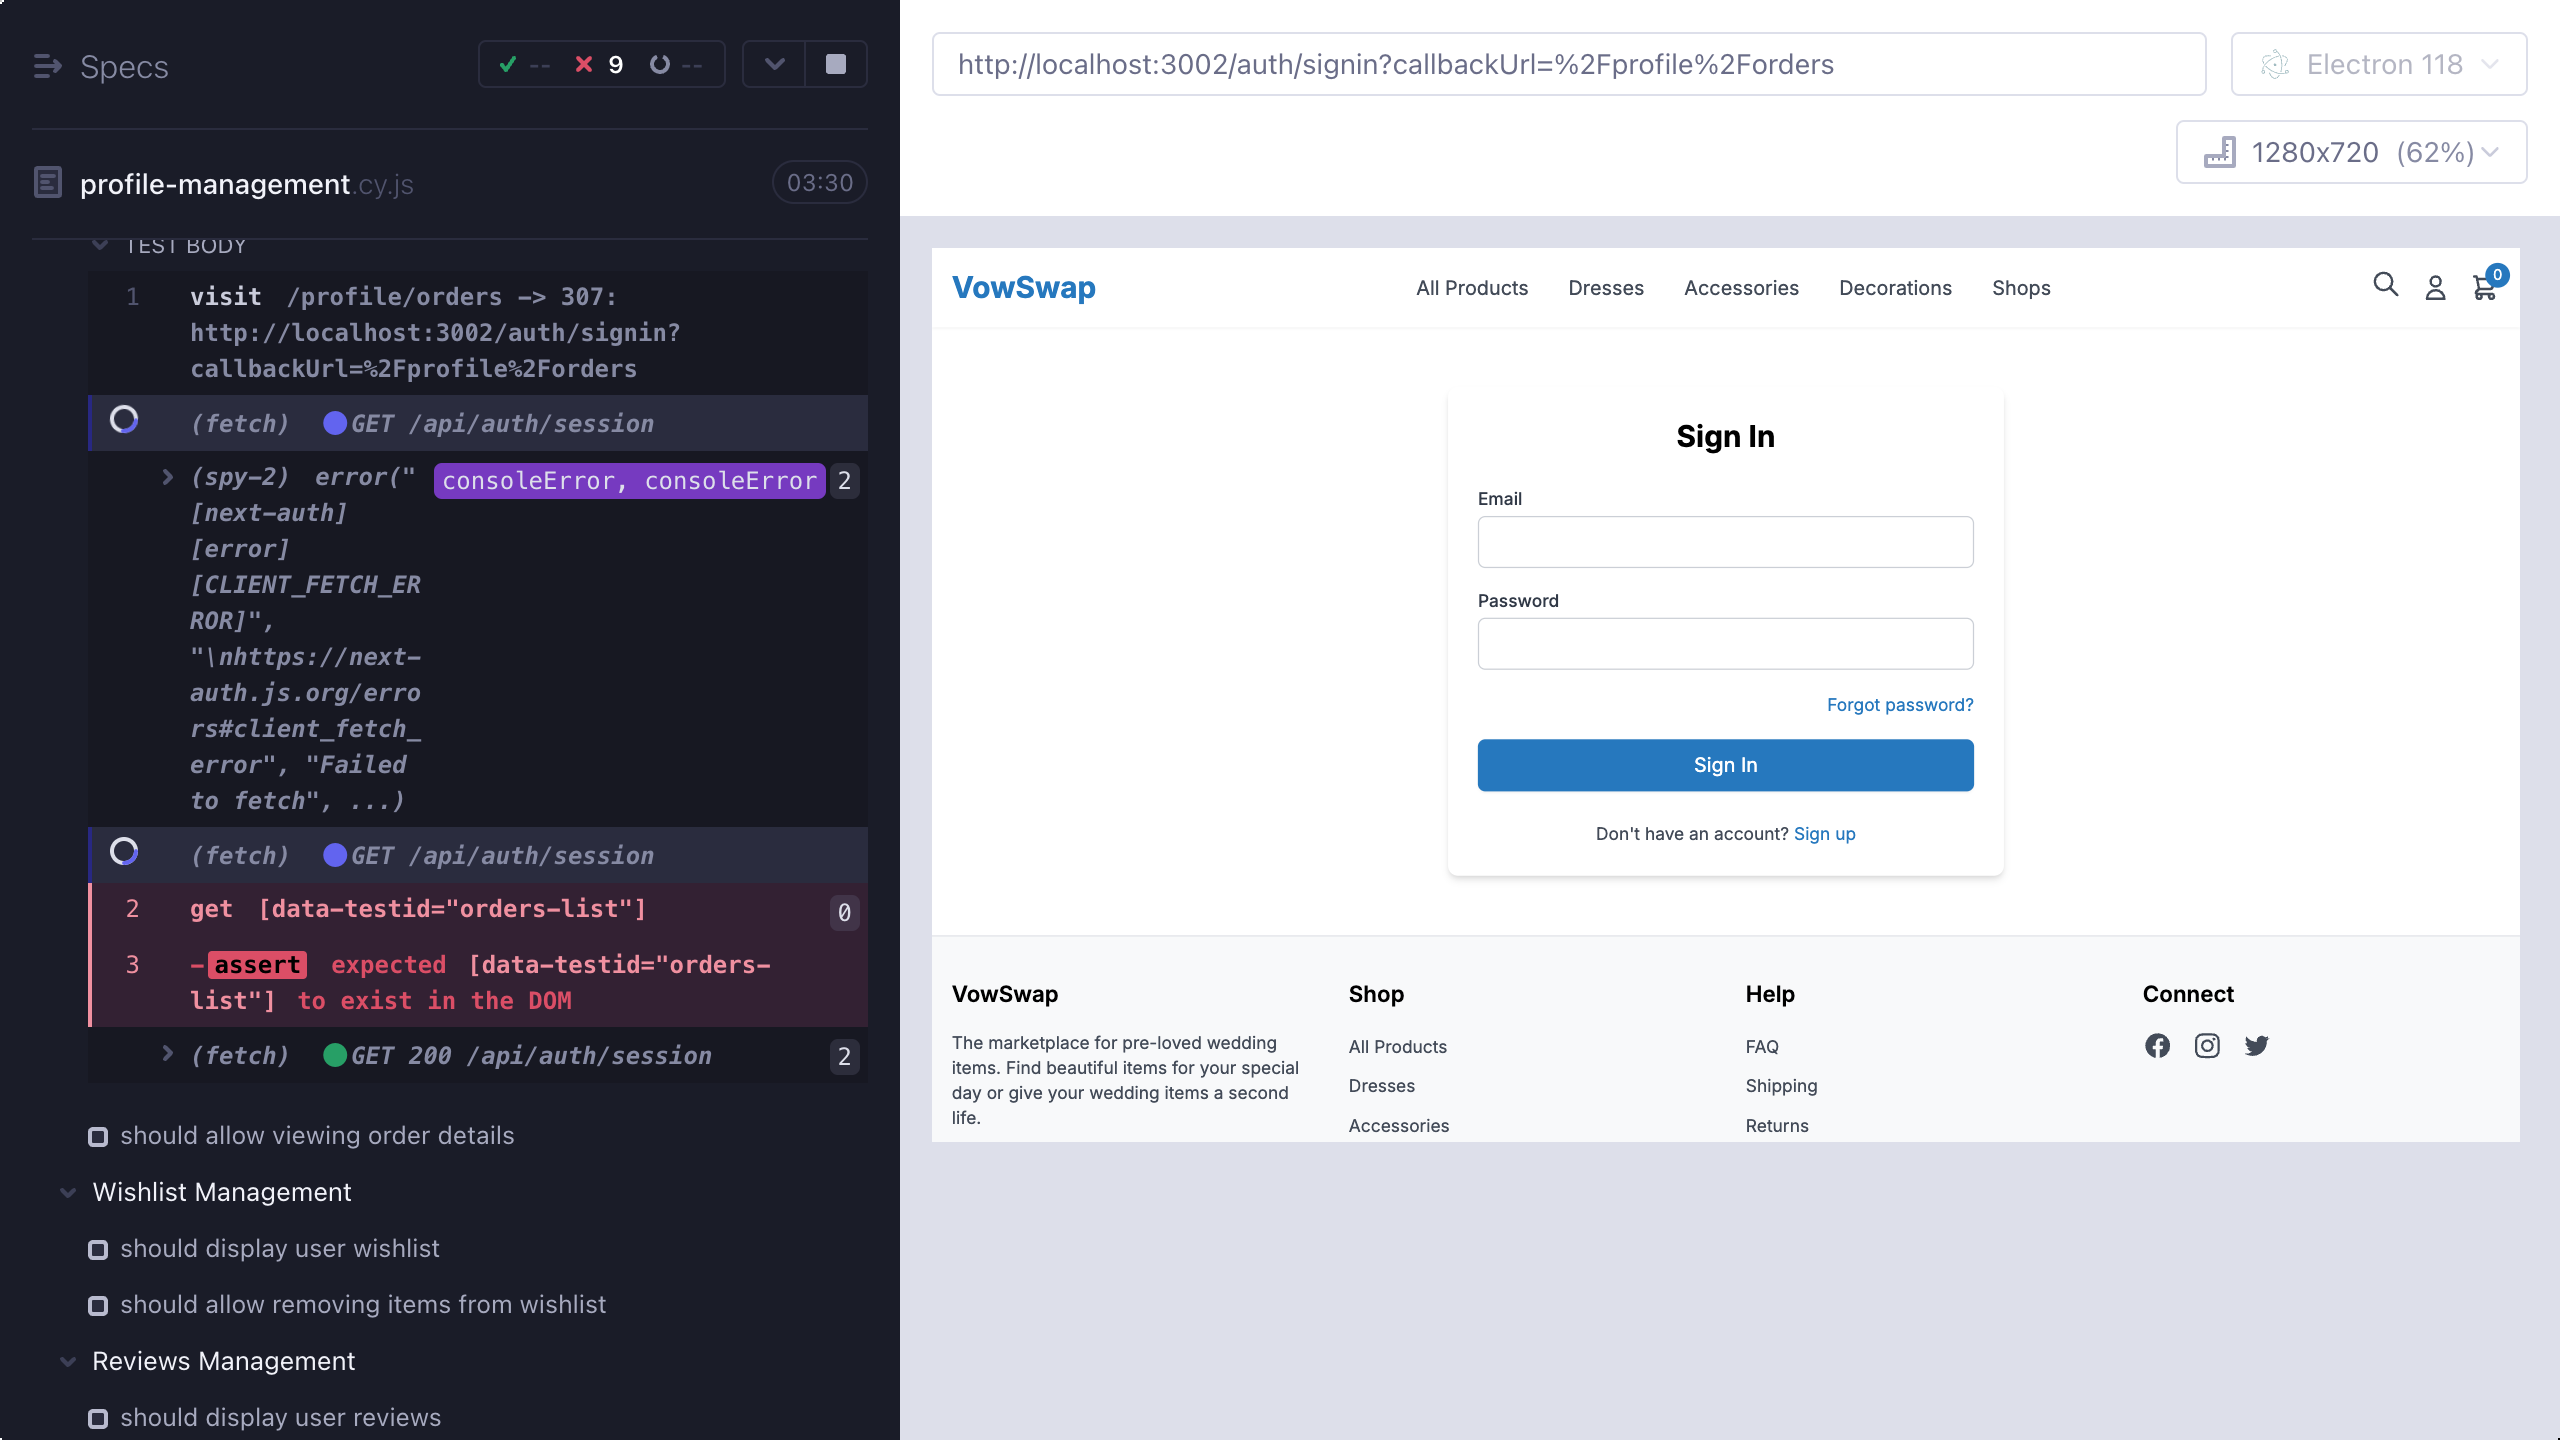 Specs
--
9
--
profile-management.cy.js
03:30
TEST BODY
1 visit /profile/orders -> 307:
http://localhost:3002/auth/signin?
callbackUrl=%2Fprofile%2Forders
(fetch) GET /api/auth/session
(spy-2) error(" consoleError, consoleError 2
[next-auth]
[error]
[CLIENT_FETCH_ER
ROR]",
"\nhttps://next-
auth.js.org/erro
rs#client_fetch_
error", "Failed
to fetch", ...)
(fetch) GET /api/auth/session
2 get [data-testid="orders-list"] 0
3 -assert expected [data-testid="orders-
list"] to exist in the DOM
(fetch) GET 200 /api/auth/session 2
should allow viewing order details
Wishlist Management
should display user wishlist
should allow removing items from wishlist
Reviews Management
should display user reviews
http://localhost:3002/auth/signin?callbackUrl=%2Fprofile%2Forders
Electron 118
1280x720 (62%)
VowSwap
All Products
Dresses
Accessories
Decorations
Shops
0
Sign In
Email
Password
Forgot password?
Sign In
Don't have an account? Sign up
VowSwap
The marketplace for pre-loved wedding
items. Find beautiful items for your special
day or give your wedding items a second
life.
Shop
All Products
Dresses
Accessories
Help
FAQ
Shipping
Returns
Connect